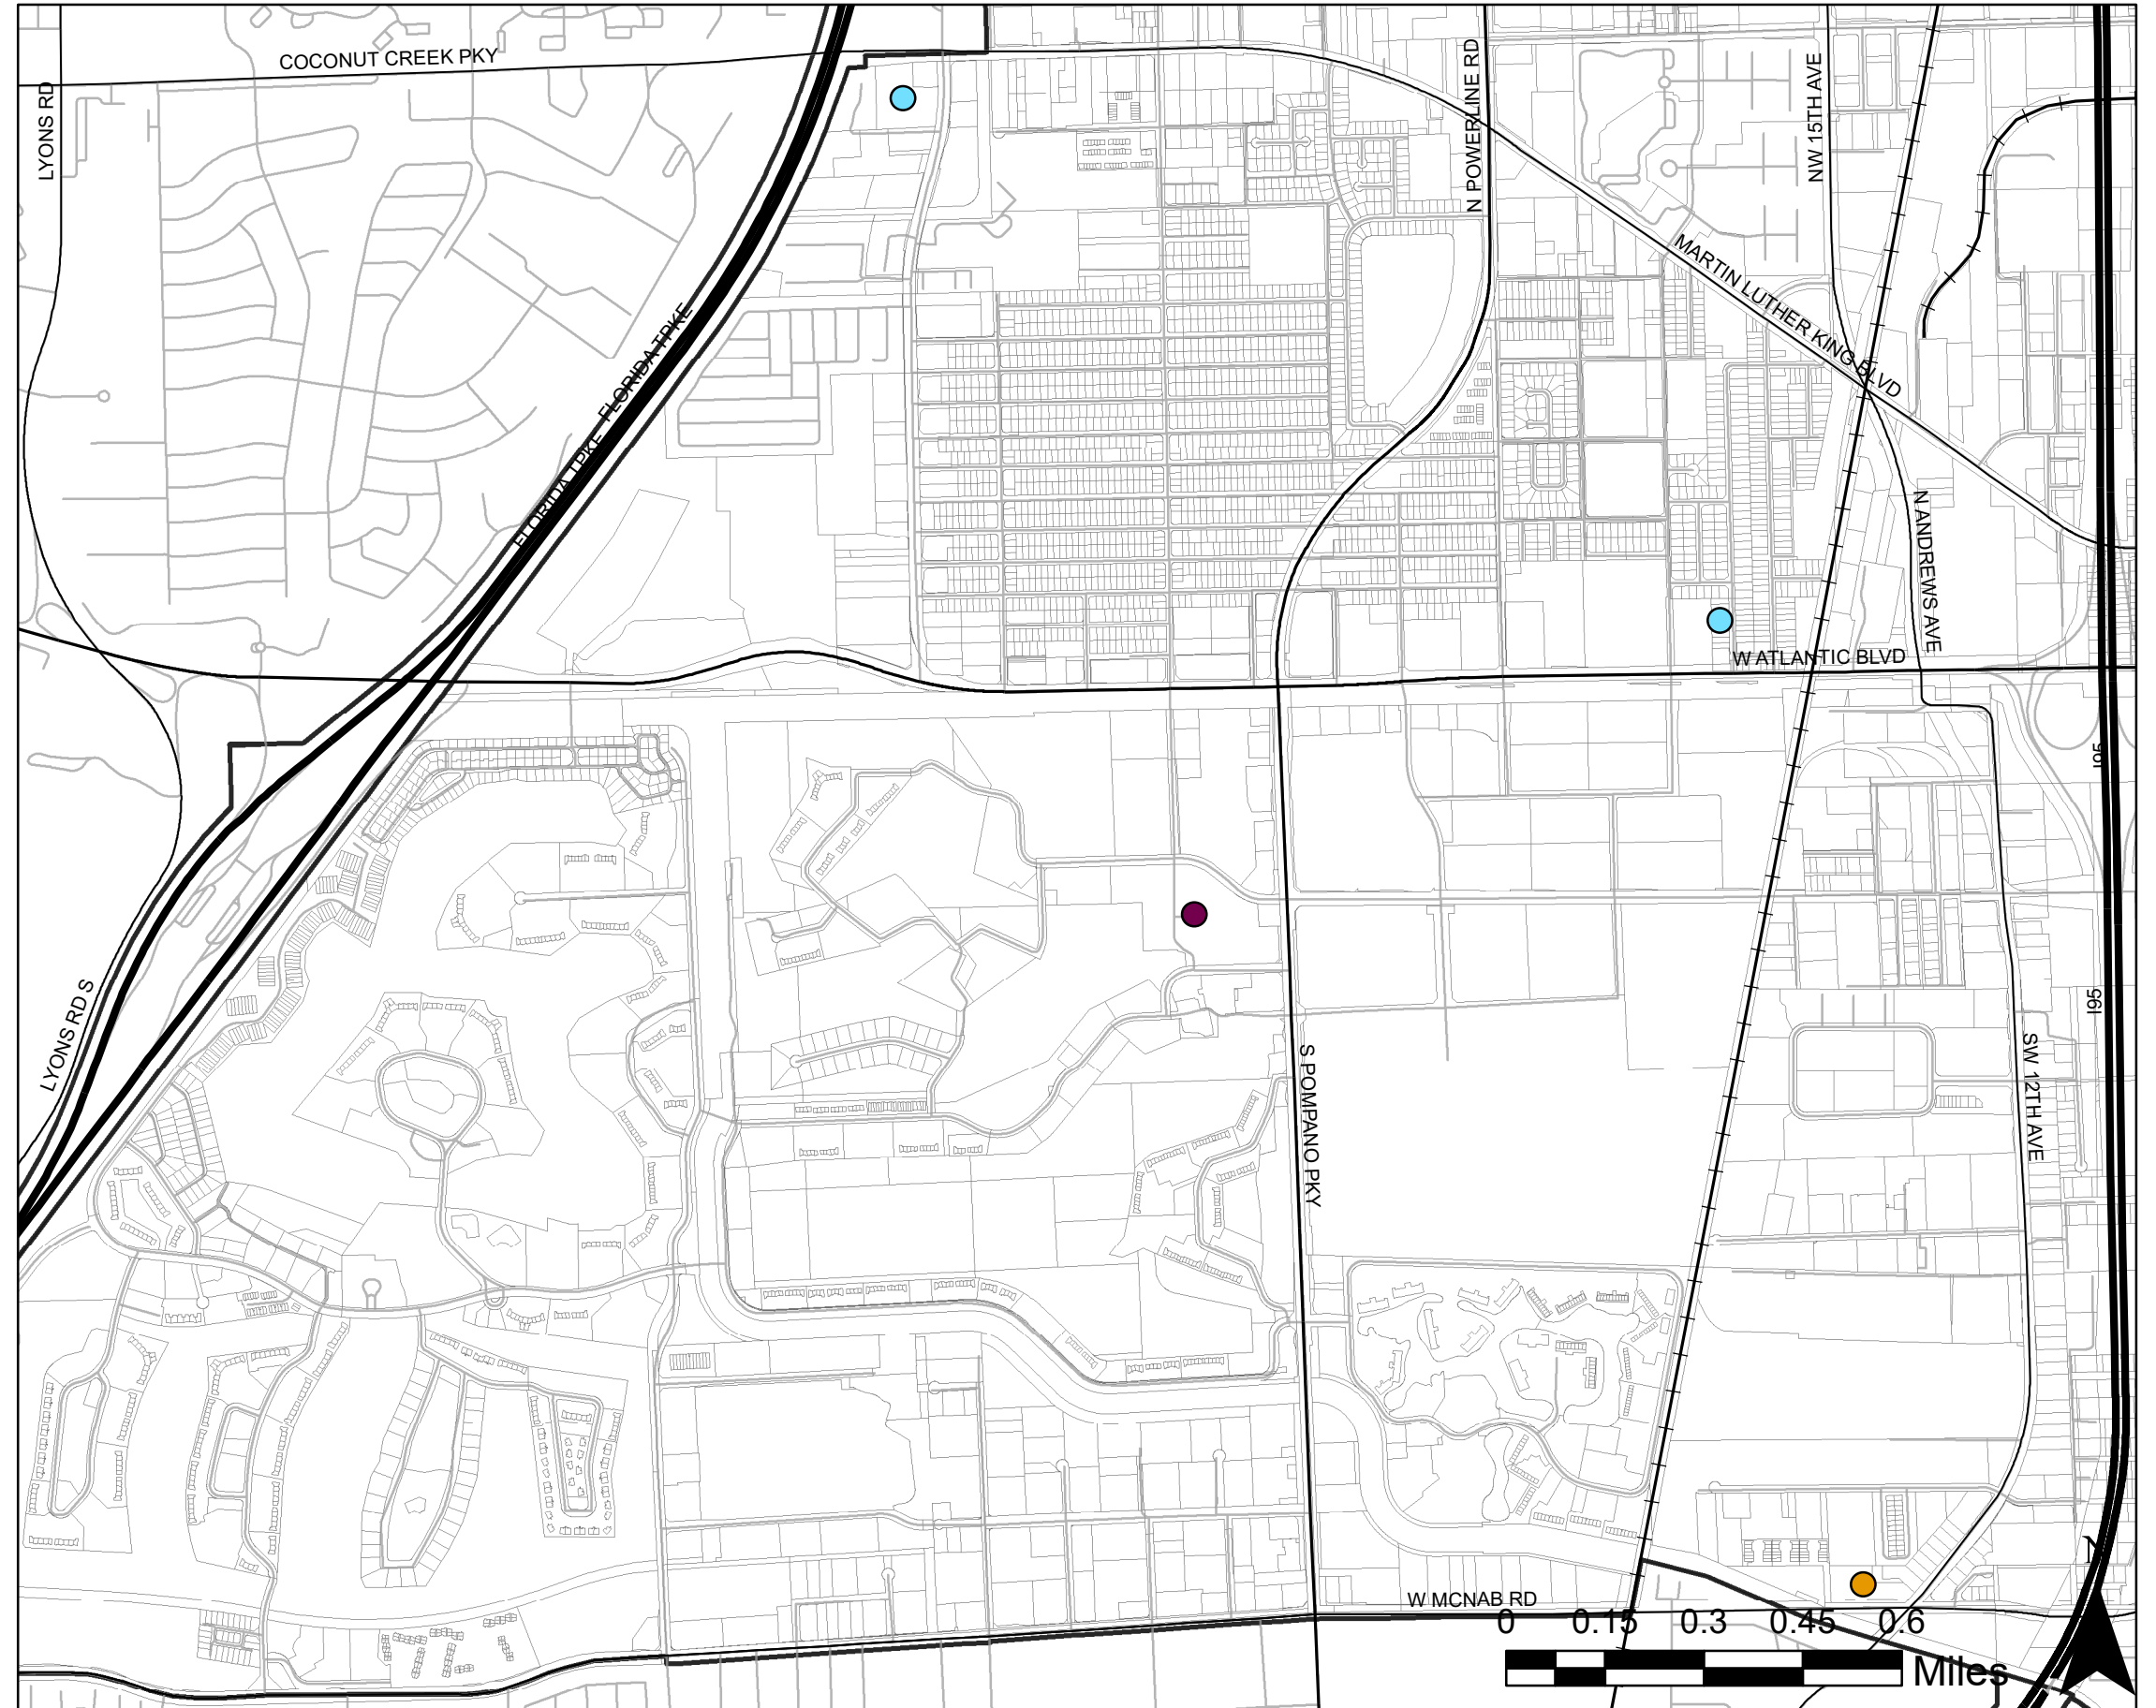 COCONUT CREEK PKY
LYONS RD
N POWERLINE RD
NW 15TH AVE
MARTIN LUTHER KING BLVD
FLORIDA TPKE
FLORIDA TPKE
N ANDREWS AVE
W ATLANTIC BLVD
I95
I95
LYONS RD S
S POMPANO PKY
SW 12TH AVE
W MCNAB RD
N
0 0.15 0.3 0.45 0.6
Miles